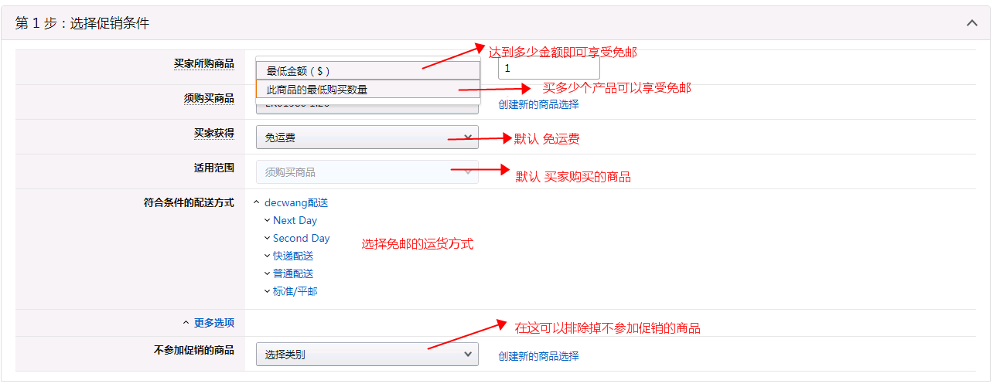 第 1 步：选择促销条件
达到多少金额即可享受免邮
买家所购商品
最低金额（$）
1
此商品的最低购买数量
买多少个产品可以享受免邮
须购买商品
创建新的商品选择
买家获得
免运费
默认 免运费
适用范围
须购买商品
默认 买家购买的商品
符合条件的配送方式
decwang配送
Next Day
Second Day
选择免邮的运货方式
快递配送
普通配送
标准/平邮
更多选项
在这可以排除掉不参加促销的商品
不参加促销的商品
选择类别
创建新的商品选择